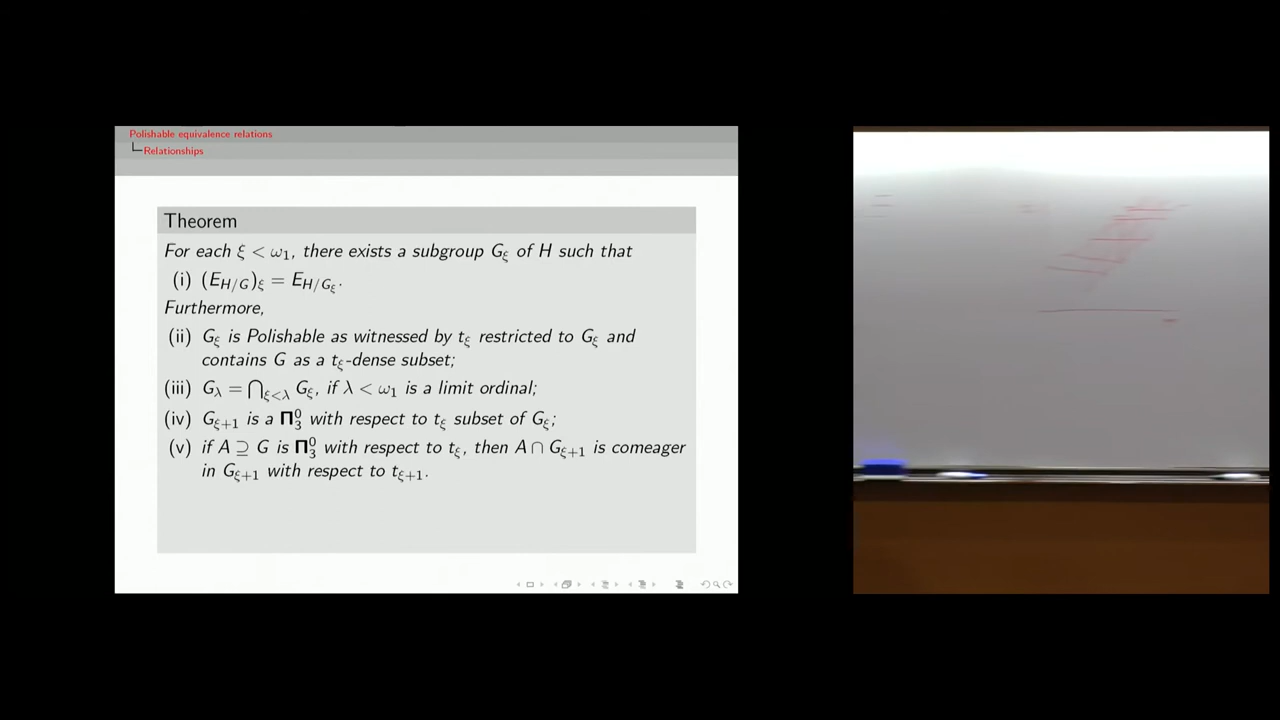 Polishable equivalence relations
Relationships
Theorem
For each ξ < ω₁, there exists a subgroup G_ξ of H such that
(i) (E_{H/G})_ξ = E_{H/G_ξ}.
Furthermore,
(ii) G_ξ is Polishable as witnessed by t_ξ restricted to G_ξ and
contains G as a t_ξ-dense subset;
(iii) G_λ = ⋂_{ξ<λ} G_ξ, if λ < ω₁ is a limit ordinal;
(iv) G_{ξ+1} is a Π⁰₃ with respect to t_ξ subset of G_ξ;
(v) if A ⊇ G is Π⁰₃ with respect to t_ξ, then A ∩ G_{ξ+1} is comeager
in G_{ξ+1} with respect to t_{ξ+1}.